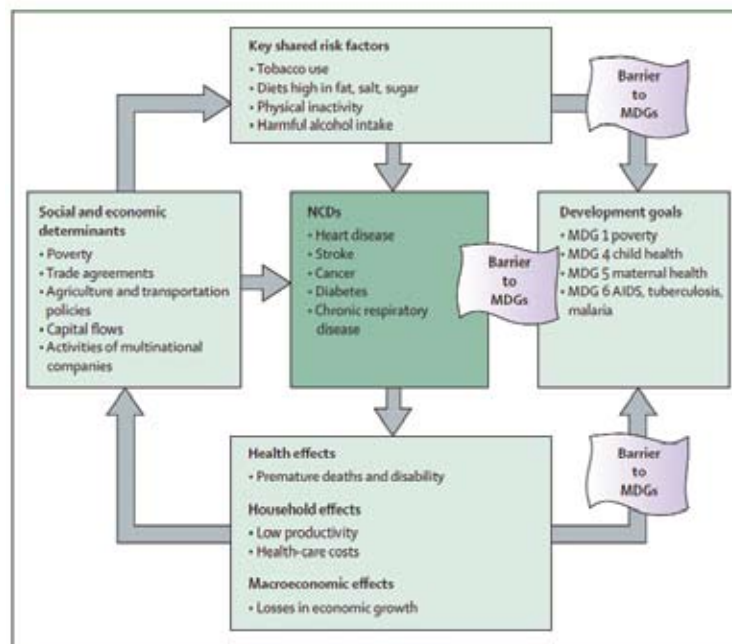 Key shared risk factors
• Tobacco use
• Diets high in fat, salt, sugar
• Physical inactivity
• Harmful alcohol intake
Barrier
to
MDGs
Social and economic
determinants
• Poverty
• Trade agreements
• Agriculture and transportation
policies
• Capital flows
• Activities of multinational
companies
NCDs
• Heart disease
• Stroke
• Cancer
• Diabetes
• Chronic respiratory
disease
Barrier
to
MDGs
Development goals
• MDG 1 poverty
• MDG 4 child health
• MDG 5 maternal health
• MDG 6 AIDS, tuberculosis,
malaria
Health effects
• Premature deaths and disability
Household effects
• Low productivity
• Health-care costs
Macroeconomic effects
• Losses in economic growth
Barrier
to
MDGs